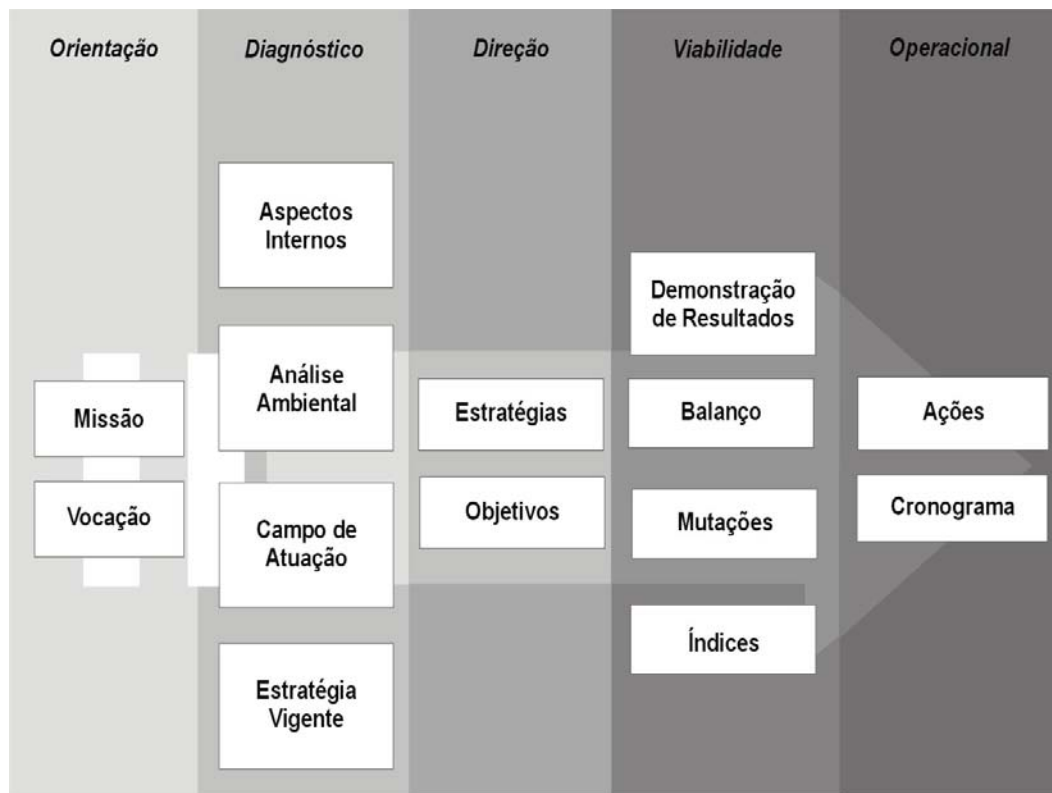 Orientação
Diagnóstico
Direção
Viabilidade
Operacional
Missão
Vocação
Aspectos
Internos
Análise
Ambiental
Campo de
Atuação
Estratégia
Vigente
Estratégias
Objetivos
Demonstração
de Resultados
Balanço
Mutações
Índices
Ações
Cronograma